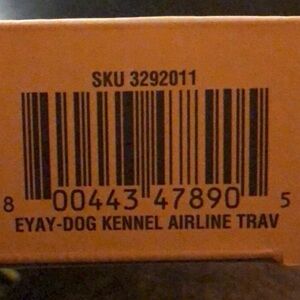 SKU 3292011
8 00443 47890 5
EYAY-DOG KENNEL AIRLINE TRAV